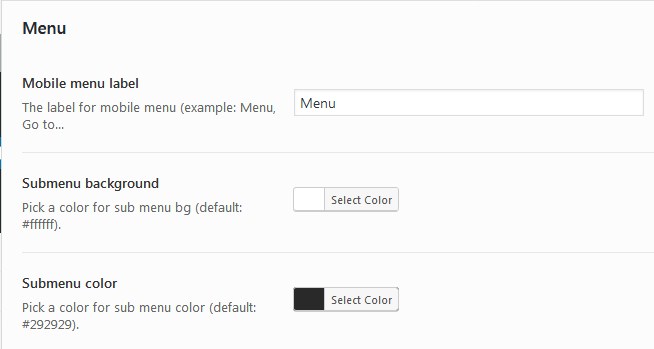 Menu
Mobile menu label
The label for mobile menu (example: Menu,
Go to...
Menu
Submenu background
Pick a color for sub menu bg (default:
#ffffff).
Select Color
Submenu color
Pick a color for sub menu color (default:
#292929).
Select Color